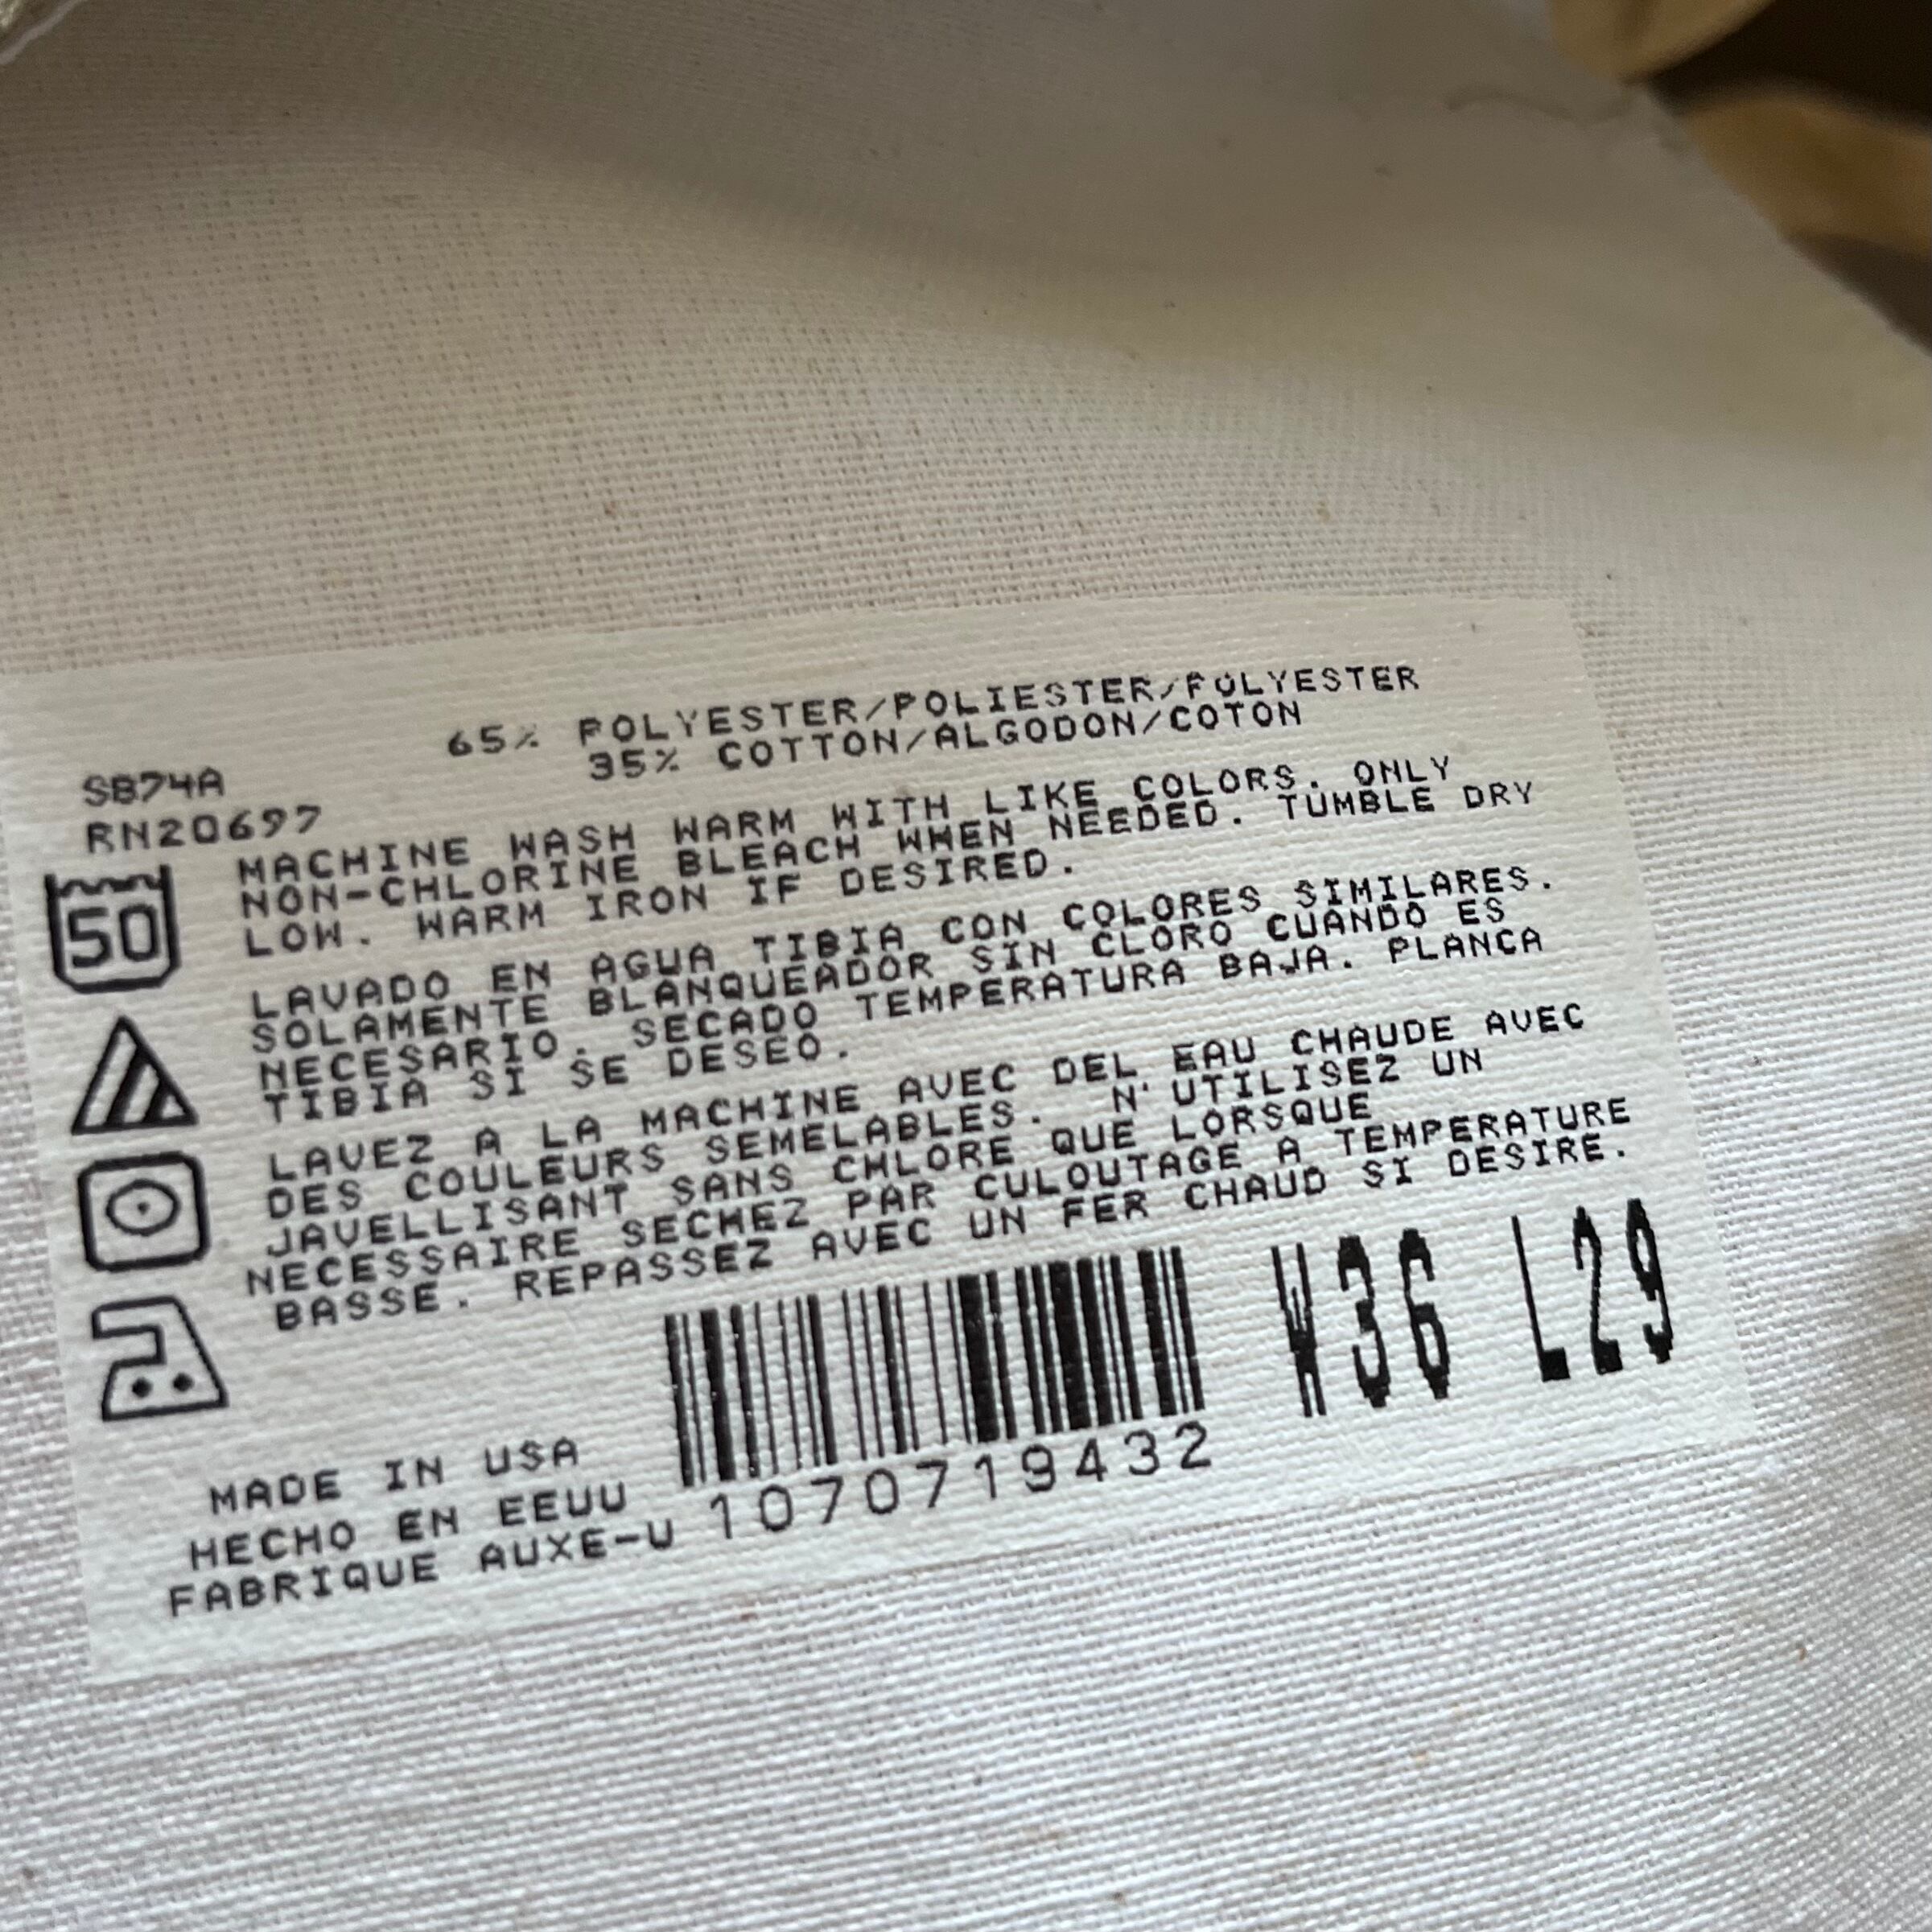 65% POLYESTER/POLIESTER/POLYESTER
35% COTTON/ALGODON/COTON
SB74A
RN20697
MACHINE WASH WARM WITH LIKE COLORS. ONLY
NON-CHLORINE BLEACH WHEN NEEDED. TUMBLE DRY
LOW. WARM IRON IF DESIRED.
50
LAVADO EN AGUA TIBIA CON COLORES SIMILARES.
SOLAMENTE BLANQUEADOR SIN CLORO CUANDO ES
NECESARIO. SECADO TEMPERATURA BAJA. PLANCA
TIBIA SI SE DESEO.
LAVEZ A LA MACHINE AVEC DEL EAU CHAUDE AVEC
DES COULEURS SEMELABLES. N'UTILISEZ UN
JAVELLISANT SANS CHLORE QUE LORSQUE
NECESSAIRE SECHEZ PAR CULOUTAGE A TEMPERATURE
BASSE. REPASSEZ AVEC UN FER CHAUD SI DESIRE.
W36 L29
MADE IN USA
HECHO EN EEUU
FABRIQUE AUXE-U
1070719432